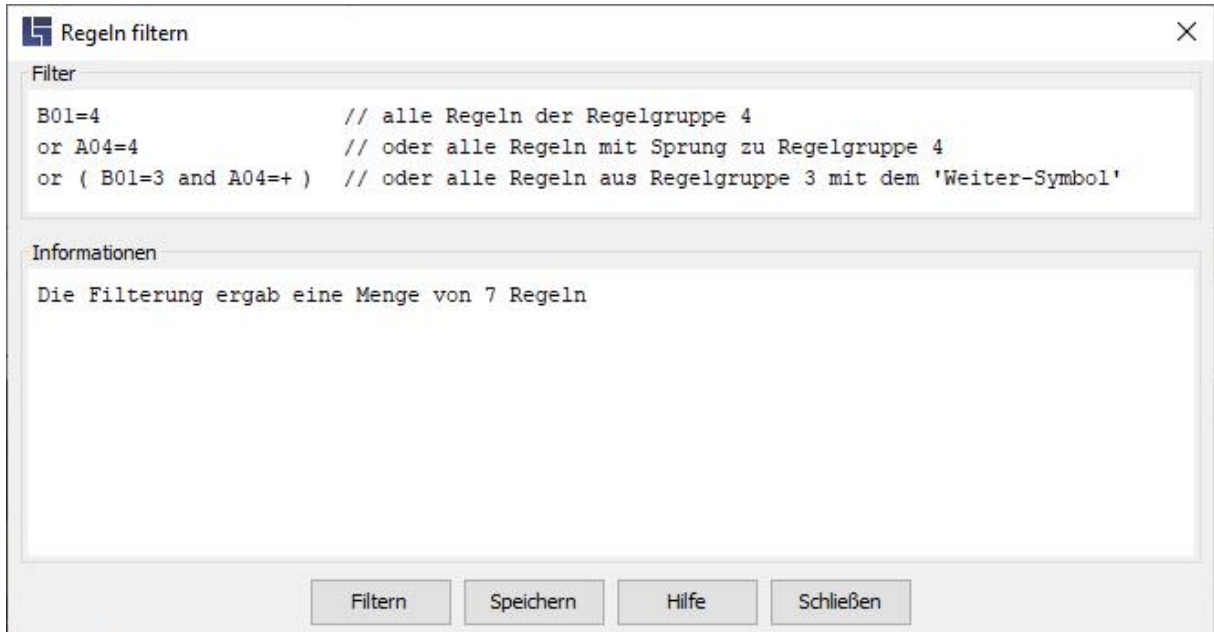 Regeln filtern
Filter
B01=4 // alle Regeln der Regelgruppe 4
or A04=4 // oder alle Regeln mit Sprung zu Regelgruppe 4
or ( B01=3 and A04=+ ) // oder alle Regeln aus Regelgruppe 3 mit dem 'Weiter-Symbol'
Informationen
Die Filterung ergab eine Menge von 7 Regeln
Filtern Speichern Hilfe Schließen